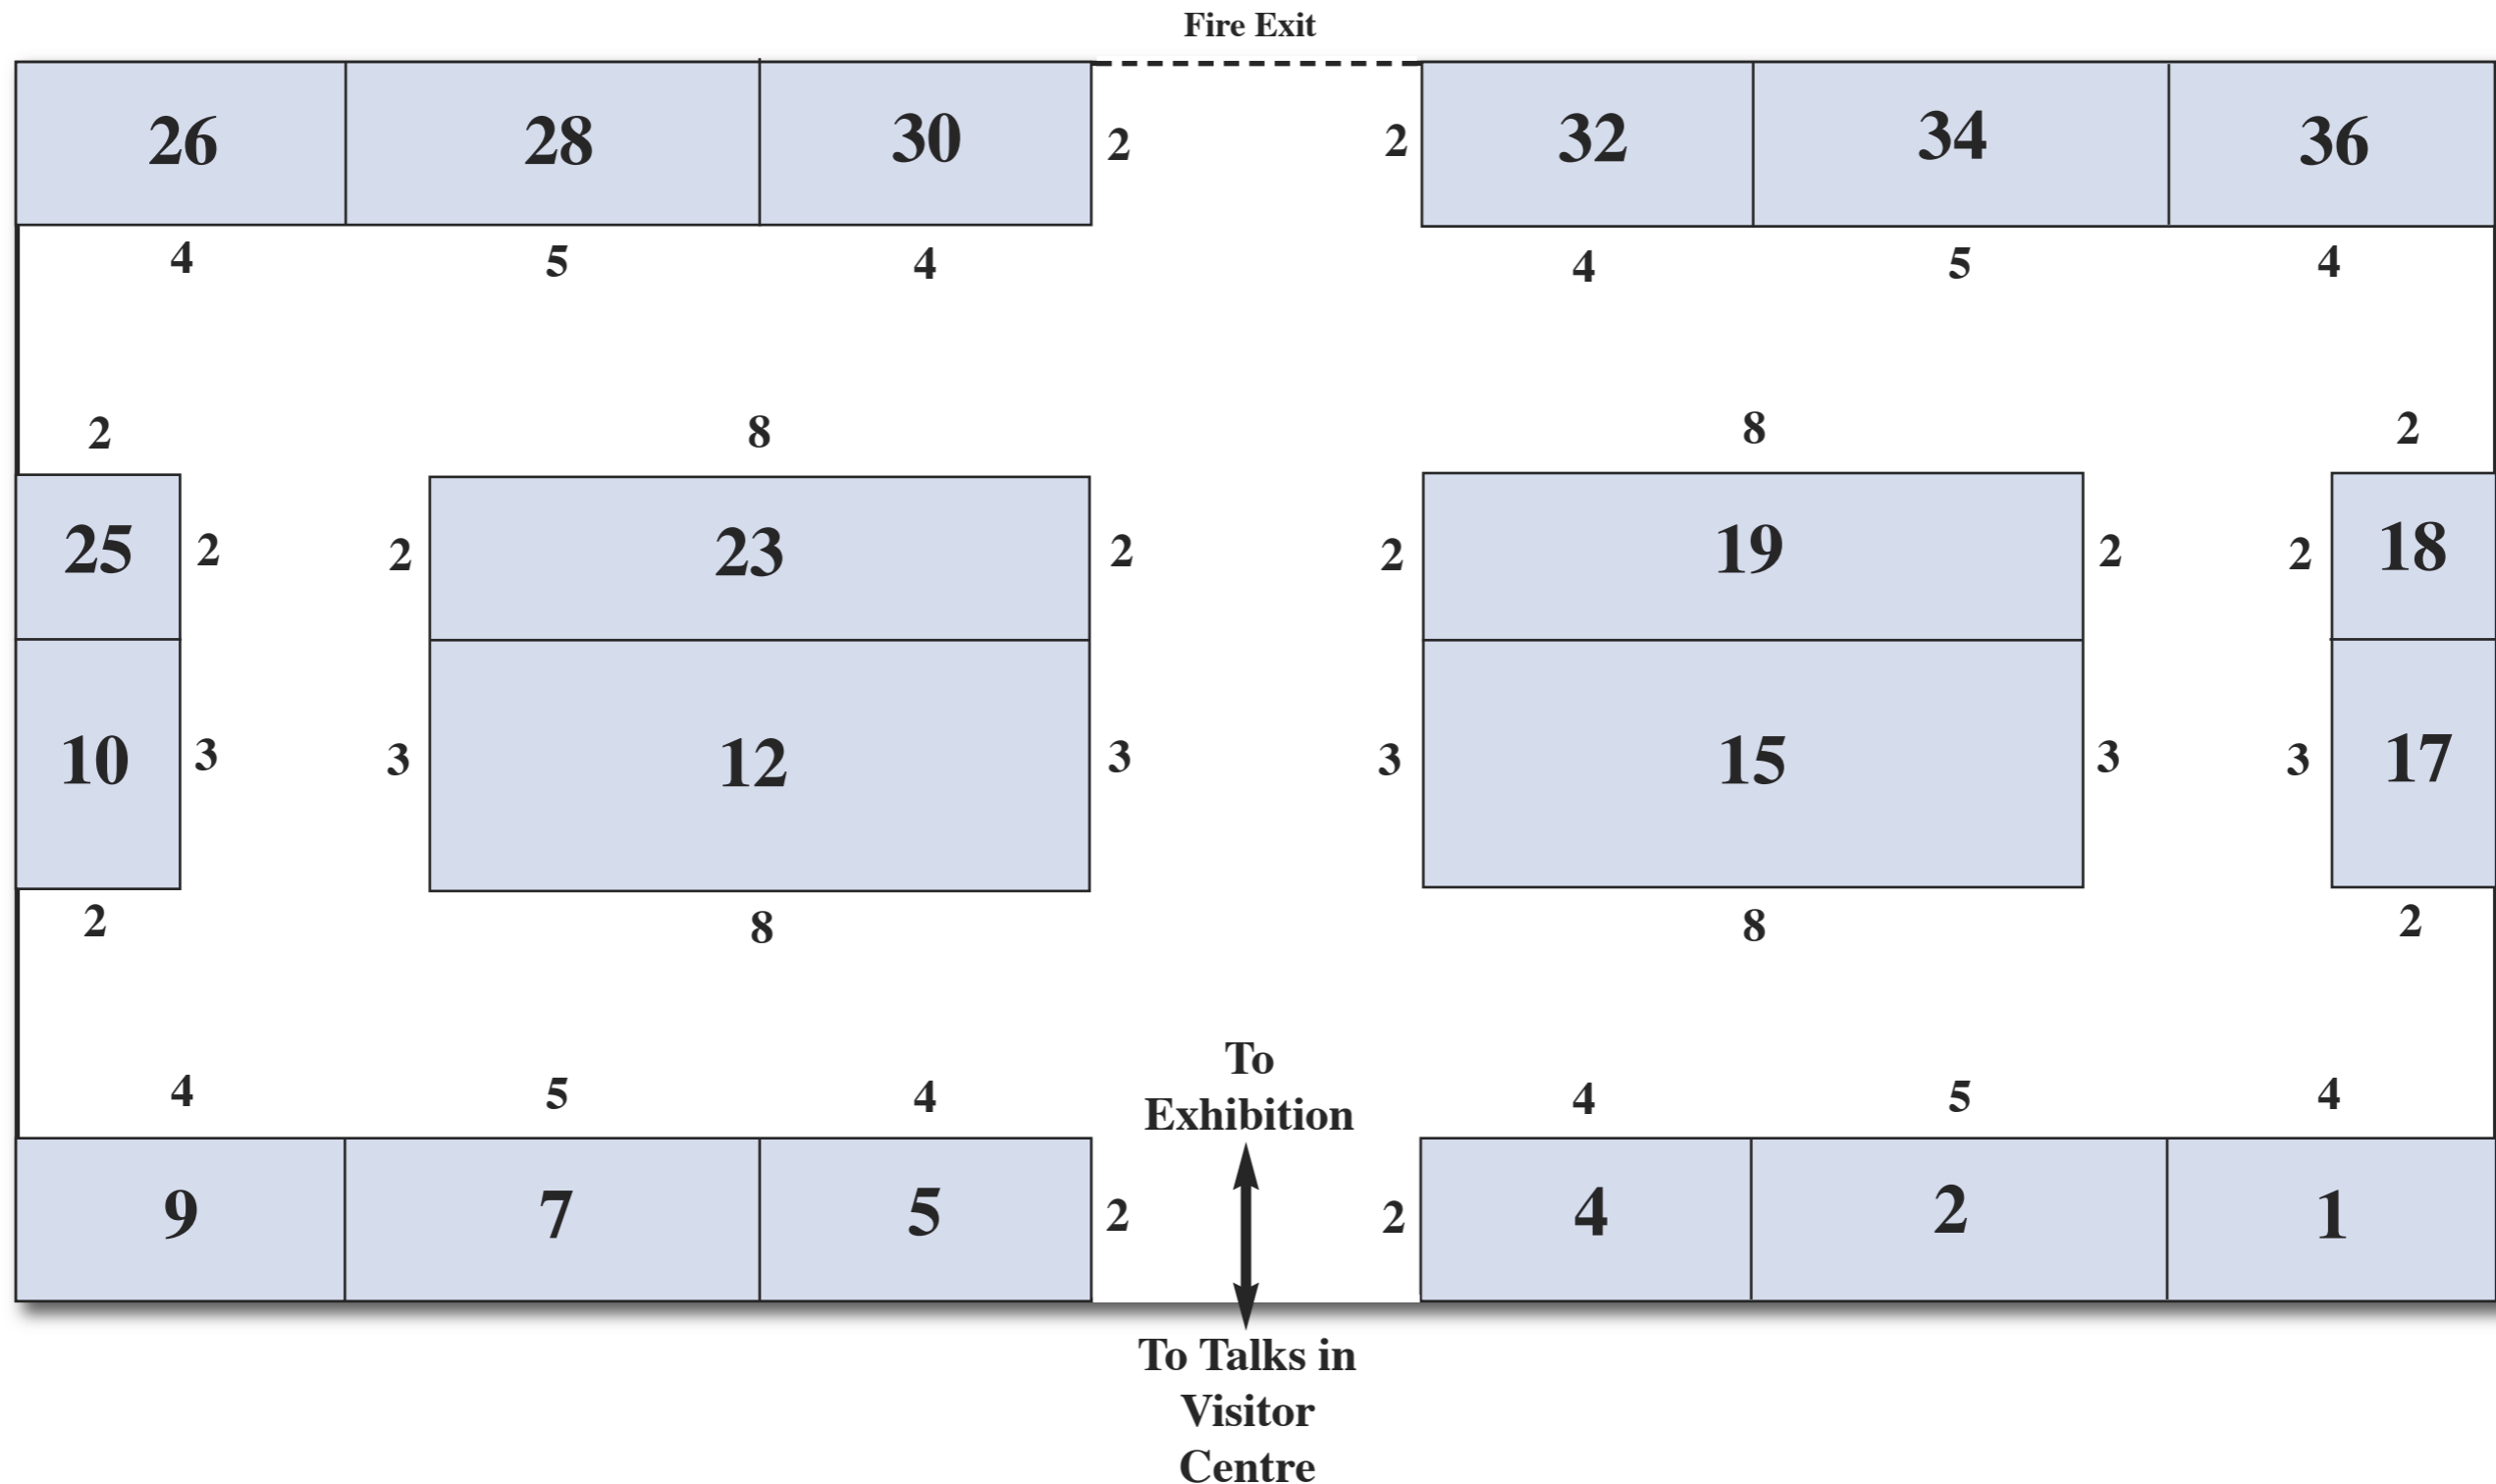 Fire Exit
26 28 30 2 2 32 34 36
4 5 4 4 5 4
2 8 8 2
25 2 2 23 2 2 19 2 2 18
10 3 3 12 3 3 15 3 3 17
2 8 8 2
To
Exhibition
4 5 4 4 5 4
9 7 5 2 2 4 2 1
To Talks in
Visitor
Centre